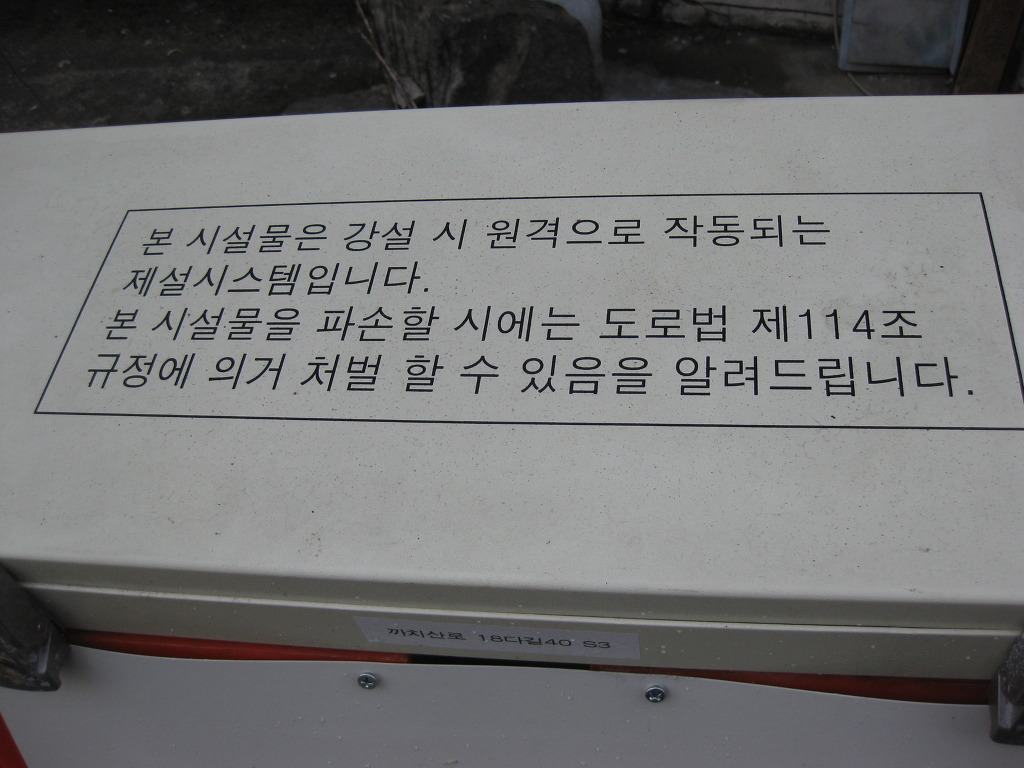 본 시설물은 강설 시 원격으로 작동되는
제설시스템입니다.
본 시설물을 파손할 시에는 도로법 제114조
규정에 의거 처벌 할 수 있음을 알려드립니다.
까치산로 18다길40 S3